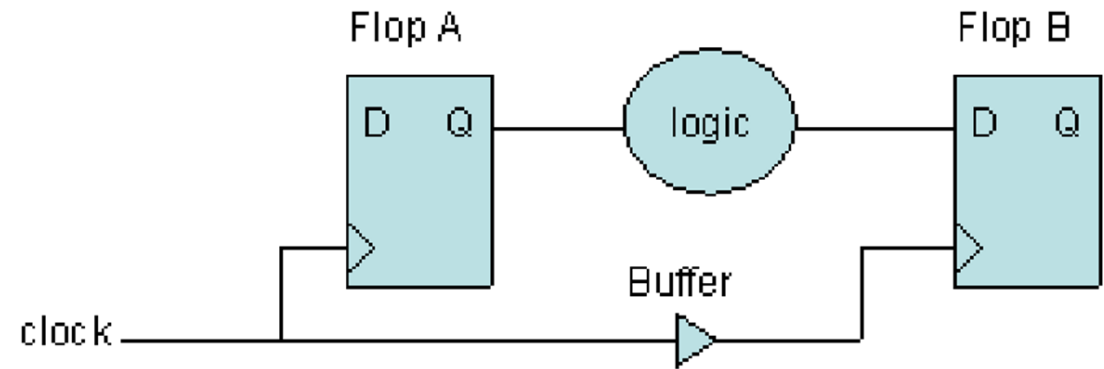 Flop A
Flop B
D Q
logic
D Q
Buffer
clock